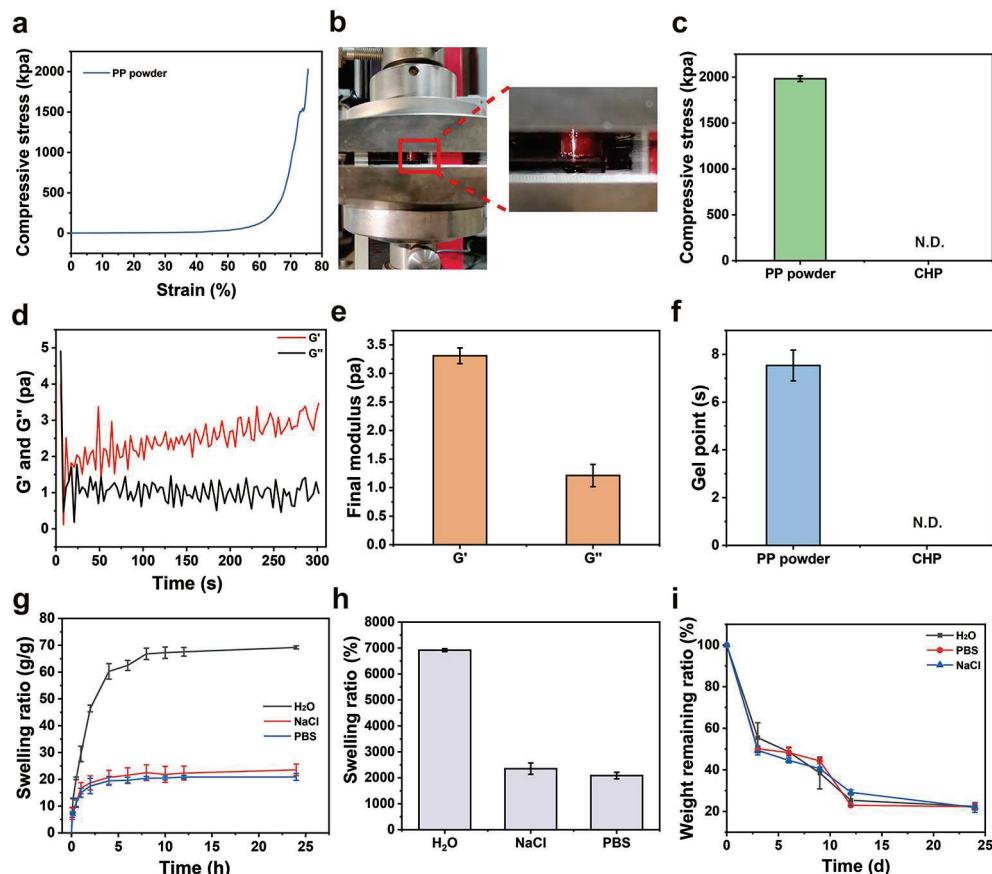 a
Compressive stress (kpa)
2000
1500
1000
500
0
PP powder
0 10 20 30 40 50 60 70 80
Strain (%)
b
c
Compressive stress (kpa)
2000
1500
1000
500
0
N.D.
PP powder CHP
d
G' and G'' (pa)
5
4
3
2
1
0
G'
G''
0 50 100 150 200 250 300
Time (s)
e
Final modulus (pa)
3.5
3.0
2.5
2.0
1.5
1.0
0.5
0.0
G' G''
f
Gel point (s)
8
6
4
2
0
N.D.
PP powder CHP
g
Swelling ratio (g/g)
80
70
60
50
40
30
20
10
0
H₂O
NaCl
PBS
0 5 10 15 20 25
Time (h)
h
Swelling ratio (%)
8000
7000
6000
5000
4000
3000
2000
1000
0
H₂O NaCl PBS
i
Weight remaining ratio (%)
100
80
60
40
20
H₂O
PBS
NaCl
0 5 10 15 20 25
Time (d)